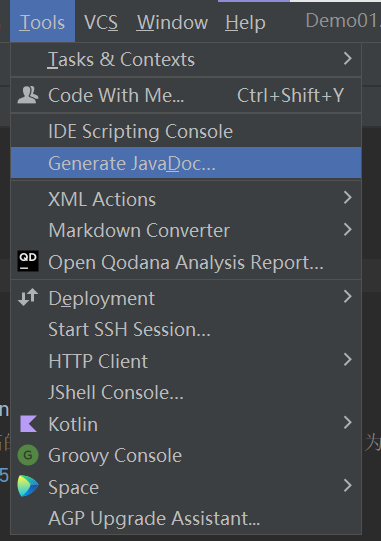 Tools VCS Window Help Demo01.
Tasks & Contexts
Code With Me... Ctrl+Shift+Y
IDE Scripting Console
Generate JavaDoc...
XML Actions
Markdown Converter
QD Open Qodana Analysis Report...
Deployment
Start SSH Session...
HTTP Client
JShell Console...
n
Kotlin
为
G Groovy Console
5
Space
AGP Upgrade Assistant...